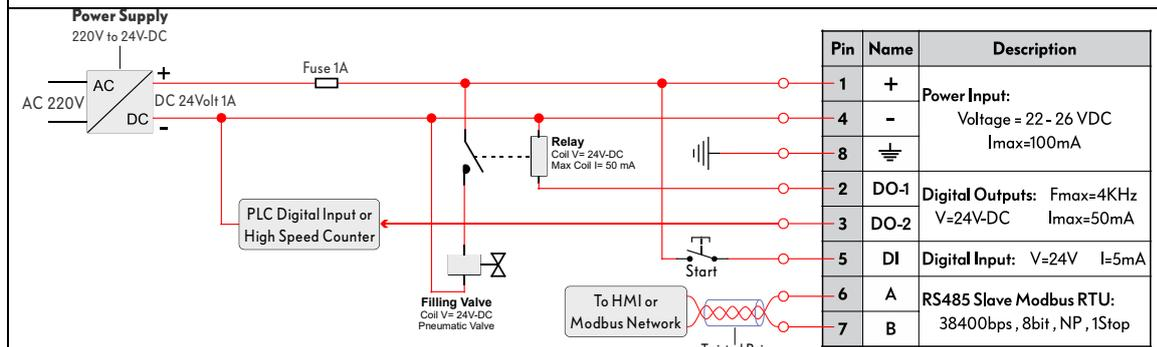 Power Supply
220V to 24V-DC
AC 220V
AC
DC
+
-
DC 24Volt 1A
Fuse 1A
Relay
Coil V= 24V-DC
Max Coil I= 50 mA
PLC Digital Input or
High Speed Counter
Filling Valve
Coil V= 24V-DC
Pneumatic Valve
Start
To HMI or
Modbus Network
Pin Name Description
1 +
4 -
8
Power Input:
Voltage = 22 - 26 VDC
Imax=100mA
2 DO-1
3 DO-2
Digital Outputs: Fmax=4KHz
V=24V-DC Imax=50mA
5 DI Digital Input: V=24V I=5mA
6 A
7 B
RS485 Slave Modbus RTU:
38400bps , 8bit , NP , 1Stop